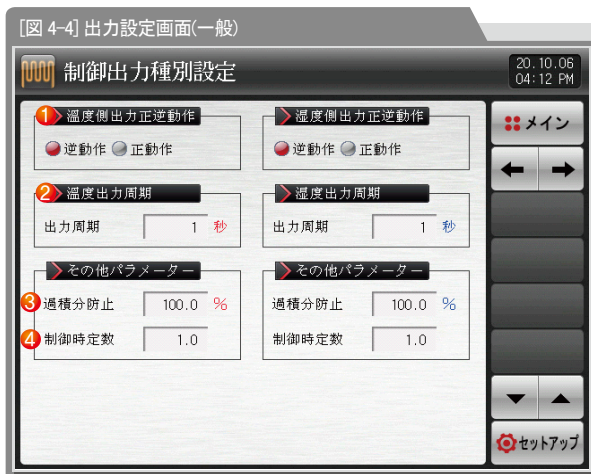 [図 4-4] 出力設定画面(一般)
制御出力種別設定
20.10.06
04:12 PM
1 温度側出力正逆動作
湿度側出力正逆動作
逆動作 正動作
逆動作 正動作
2 温度出力周期
湿度出力周期
出力周期 1 秒
出力周期 1 秒
その他パラメーター
その他パラメーター
3 過積分防止 100.0 %
過積分防止 100.0 %
4 制御時定数 1.0
制御時定数 1.0
メイン
セットアップ